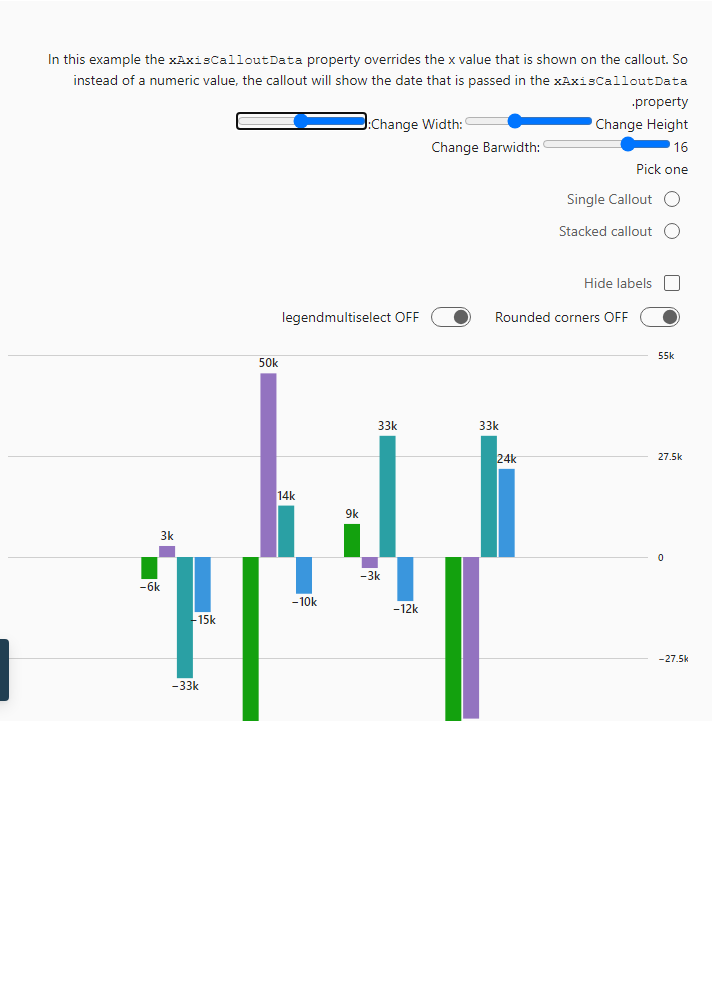 In this example the xAxisCalloutData property overrides the x value that is shown on the callout. So
instead of a numeric value, the callout will show the date that is passed in the xAxisCalloutData
.property
:Change Width: Change Height
Change Barwidth: 16
Pick one
Single Callout
Stacked callout
Hide labels
legendmultiselect OFF Rounded corners OFF
55k
50k
33k 33k
27.5k
24k
14k
9k
3k
0
−3k
−6k
−10k
−12k
−15k
−27.5k
−33k